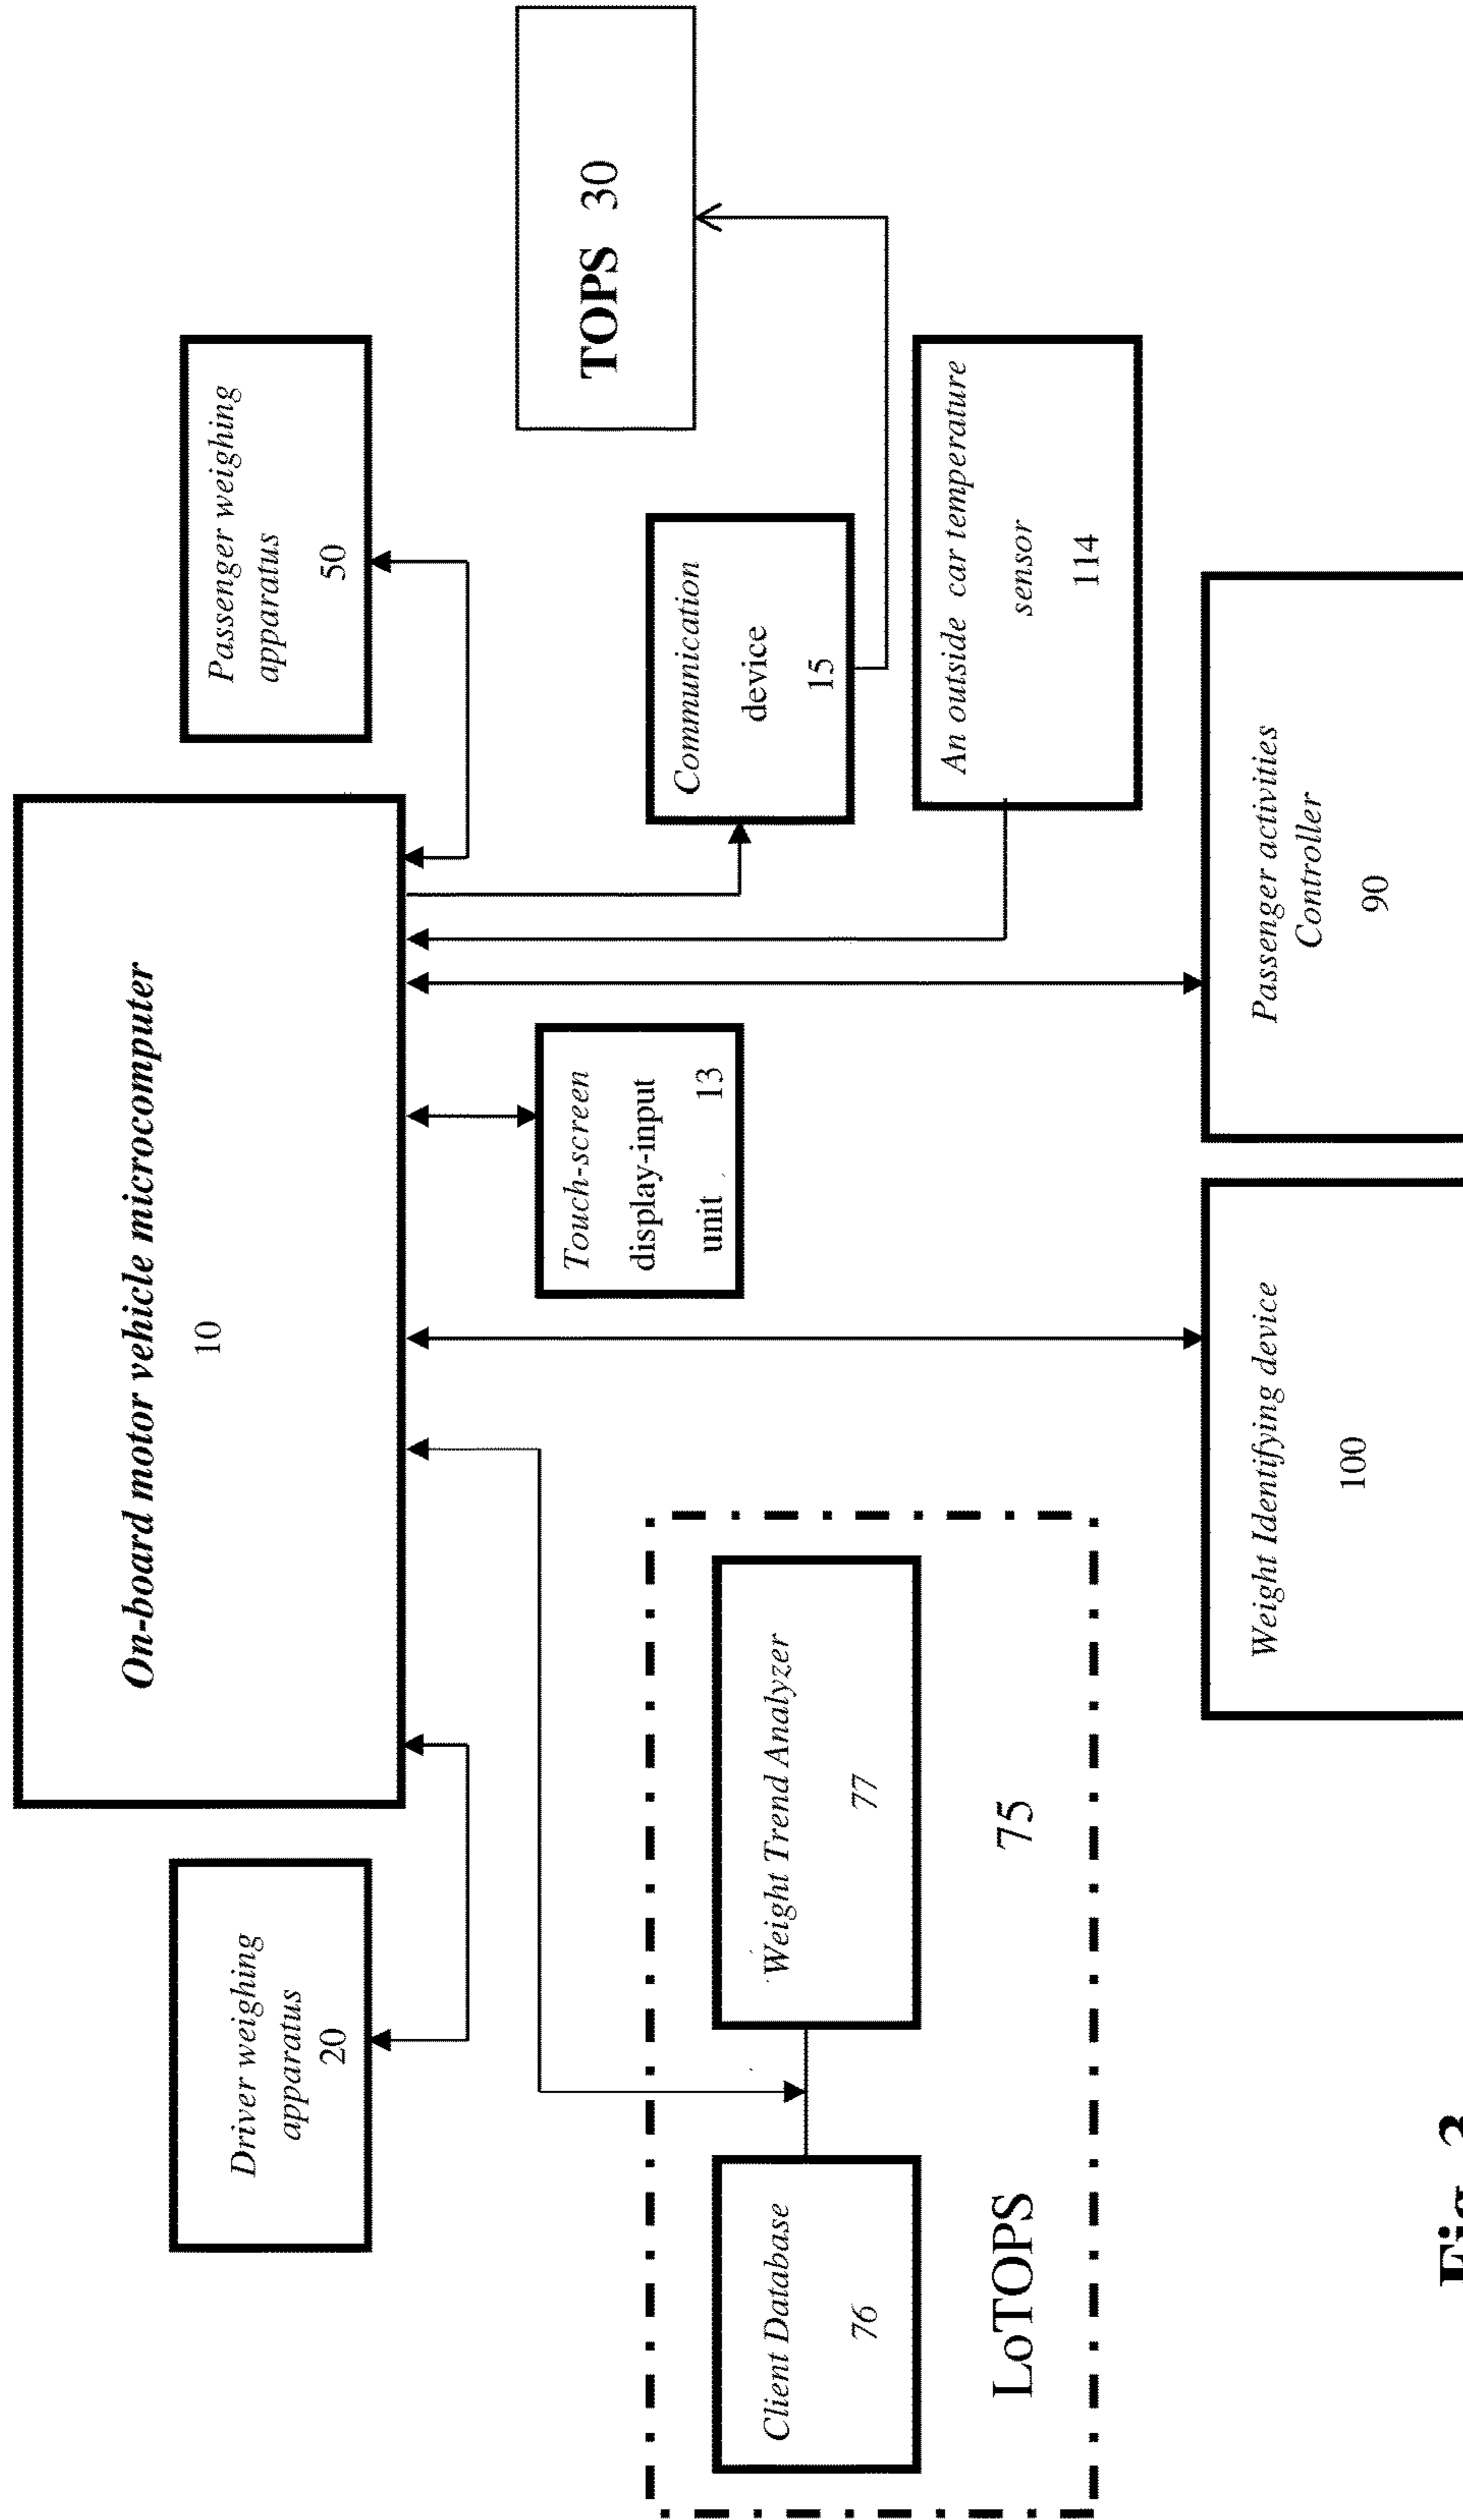 On-board motor vehicle microcomputer
10
Driver weighing
apparatus
20
Passenger weighing
apparatus
50
TOPS 30
Touch-screen
display-input
unit 13
Communication
device
15
Client Database
76
Weight Trend Analyzer
77
LoTOPS 75
An outside car temperature
sensor
114
Weight Identifying device
100
Passenger activities
Controller
90